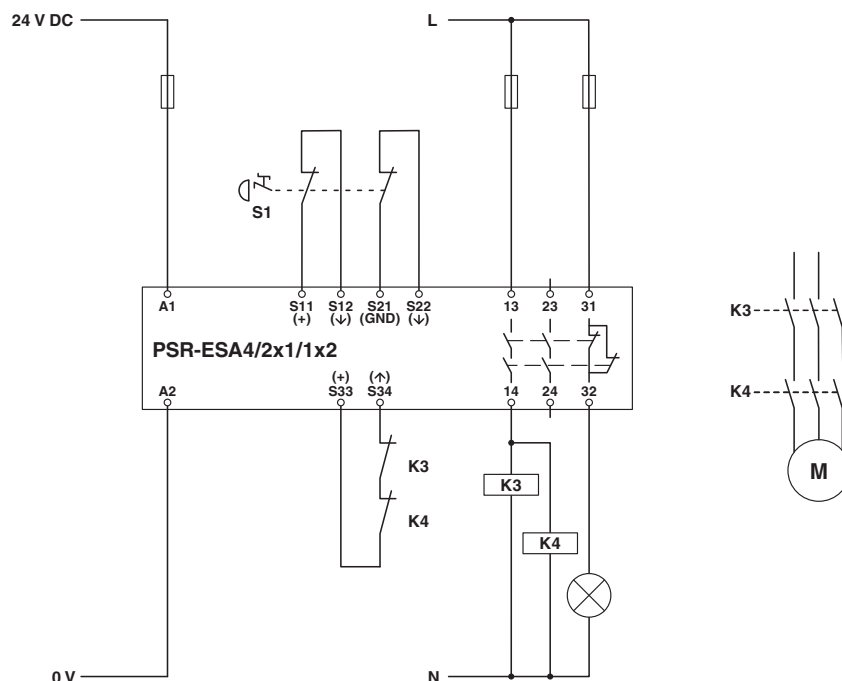 24 V DC
L
S1
A1
S11
(+)
S12
(↓)
S21
(GND)
S22
(↓)
13
23
31
PSR-ESA4/2x1/1x2
A2
(+)
S33
(↑)
S34
14
24
32
K3
K4
K3
K4
0 V
N
K3
K4
M